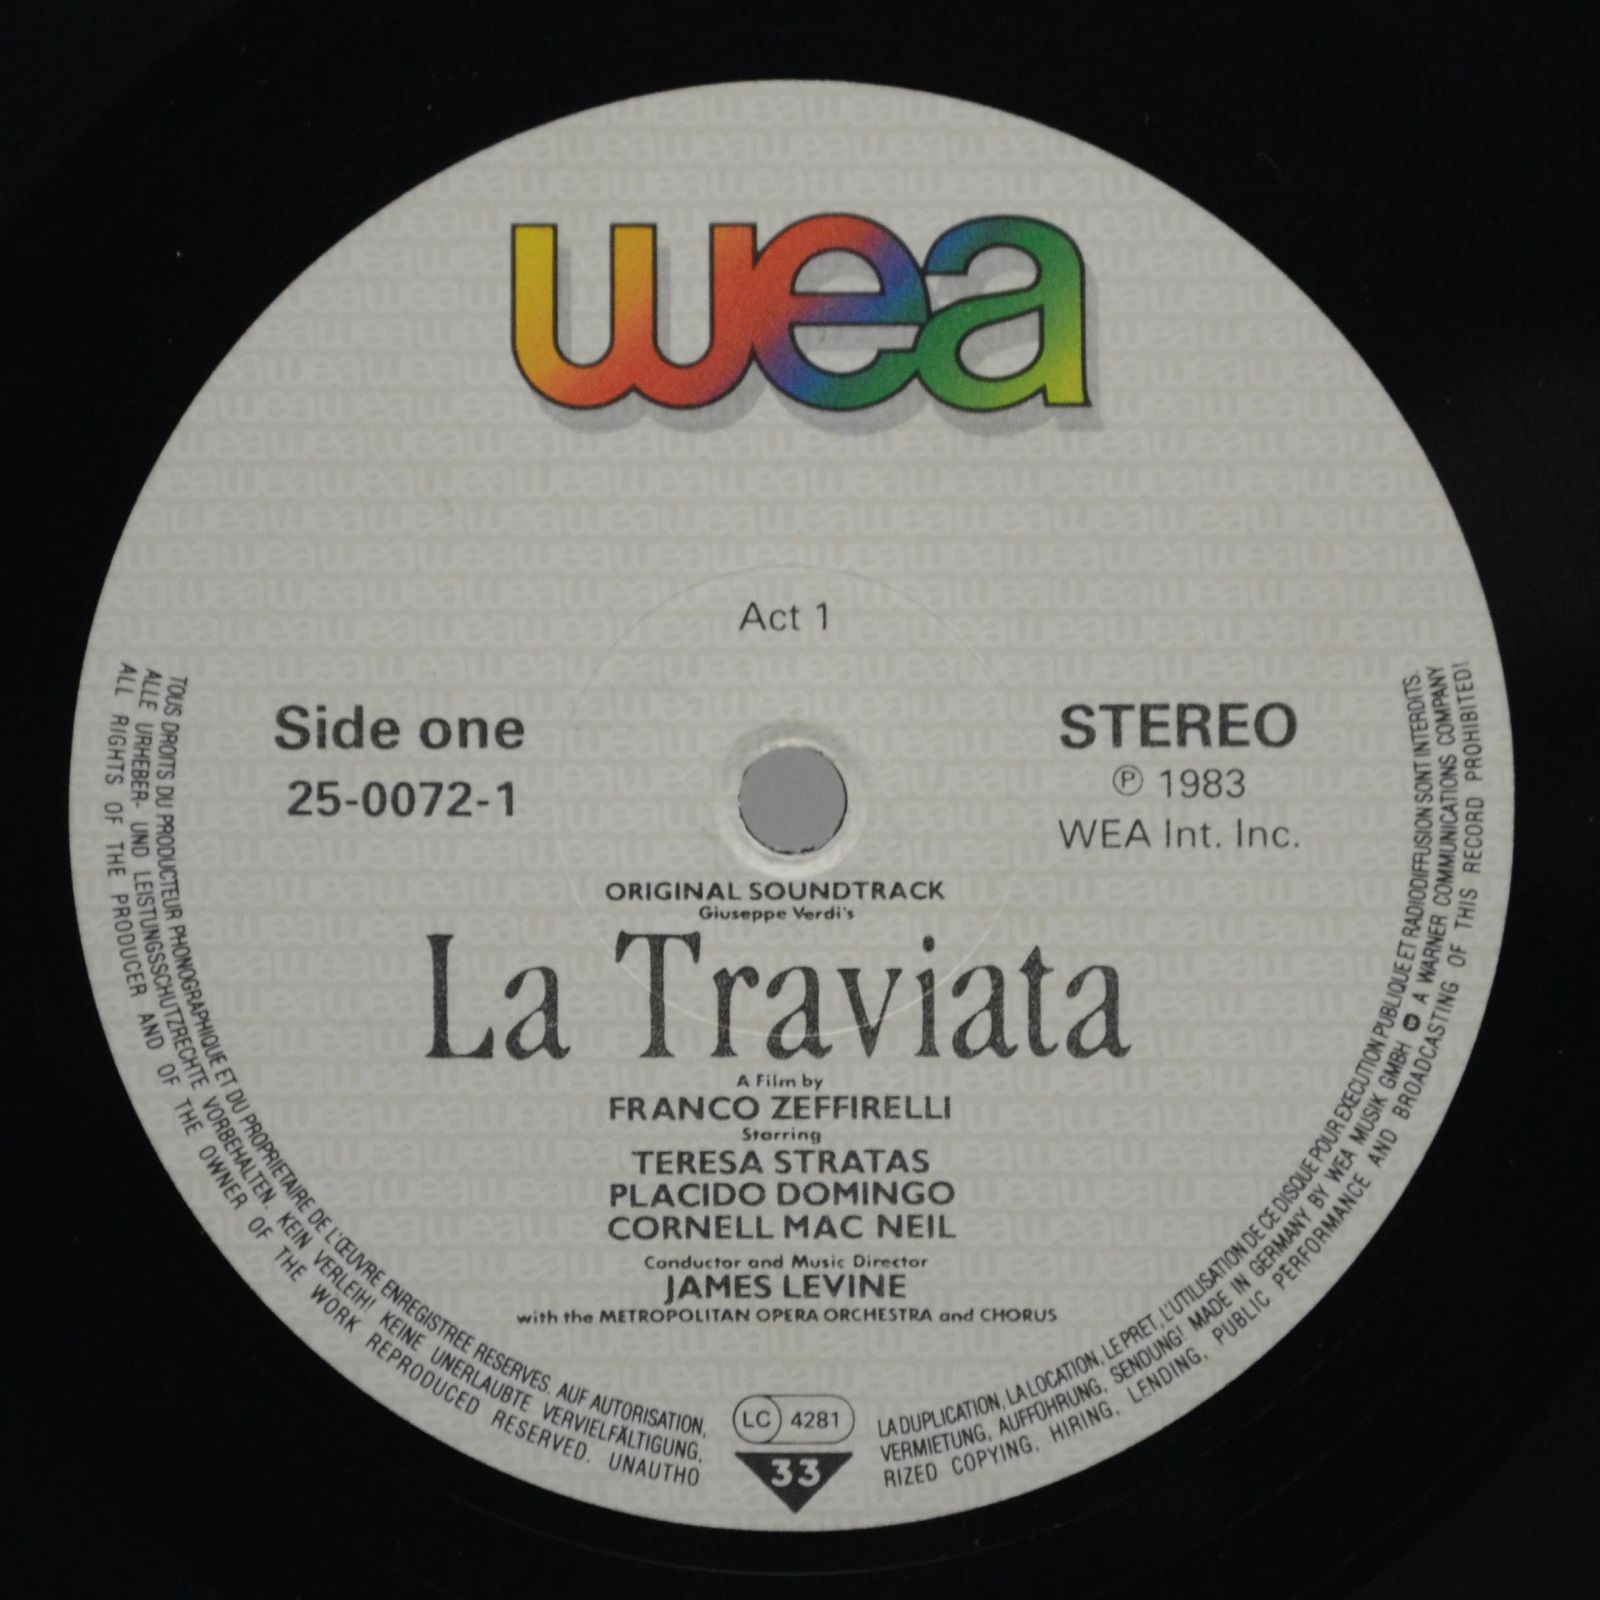 wea
Act 1
Side one
25-0072-1
STEREO
℗ 1983
WEA Int. Inc.
ORIGINAL SOUNDTRACK
Giuseppe Verdi's
La Traviata
A Film by
FRANCO ZEFFIRELLI
Starring
TERESA STRATAS
PLACIDO DOMINGO
CORNELL MAC NEIL
Conductor and Music Director
JAMES LEVINE
with the METROPOLITAN OPERA ORCHESTRA and CHORUS
LC 4281
33
TOUS DROITS DU PRODUCTEUR PHONOGRAPHIQUE ET DU PROPRIETAIRE DE L'ŒUVRE ENREGISTREE RESERVES. AUF AUTORISATION, LA DUPLICATION, LA LOCATION, LE PRET, L'UTILISATION DE CE DISQUE POUR EXECUTION PUBLIQUE ET RADIODIFFUSION SONT INTERDITS.
ALLE URHEBER- UND LEISTUNGSSCHUTZRECHTE VORBEHALTEN. KEIN VERLEIH! KEINE UNERLAUBTE VERVIELFÄLTIGUNG, VERMIETUNG, AUFFÜHRUNG, SENDUNG! MADE IN GERMANY BY WEA MUSIK GMBH A WARNER COMMUNICATIONS COMPANY
ALL RIGHTS OF THE PRODUCER AND OF THE OWNER OF THE WORK REPRODUCED RESERVED. UNAUTHORIZED COPYING, HIRING, LENDING, PUBLIC PERFORMANCE AND BROADCASTING OF THIS RECORD PROHIBITED!